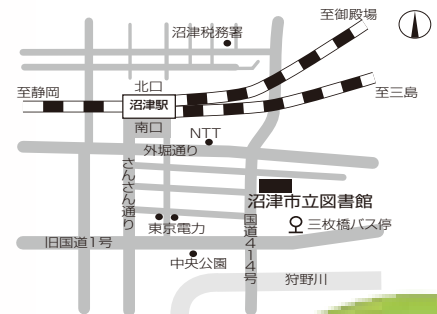 至御殿場
沼津税務署
至静岡
北口
沼津駅
南口
至三島
NTT
外堀通り
さんさん通り
沼津市立図書館
東京電力
国道414号
三枚橋バス停
旧国道1号
中央公園
狩野川